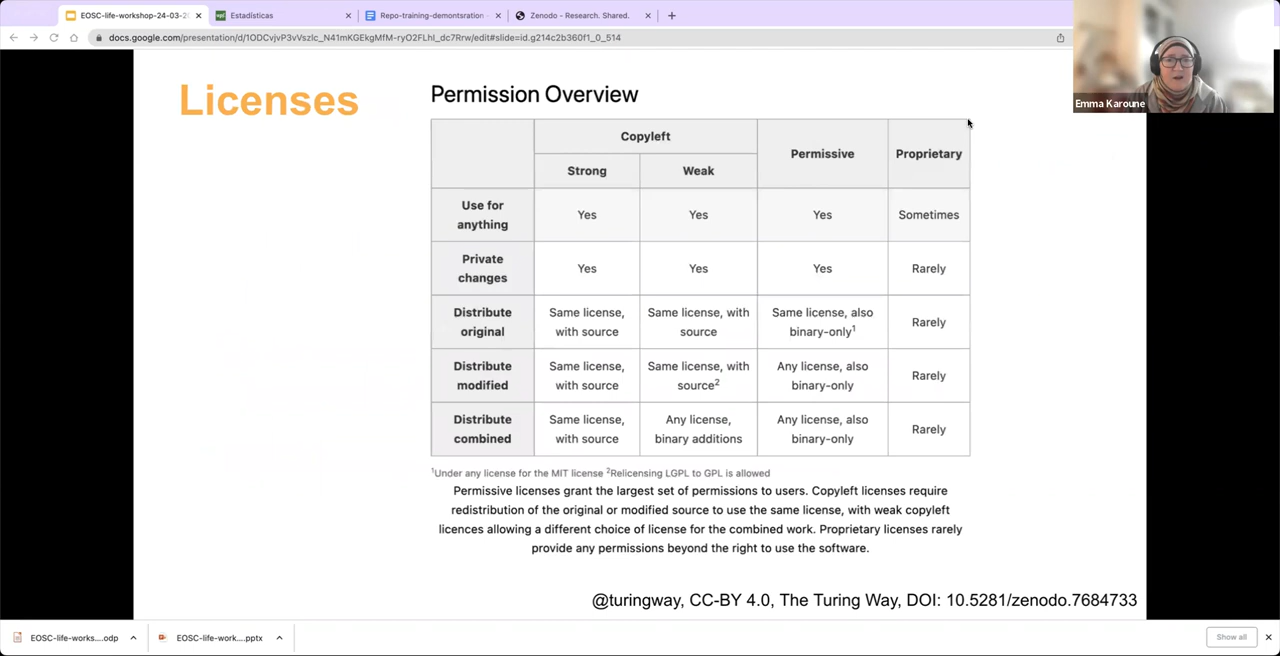 EOSC-life-workshop-24-03-20
Estadísticas
Repo-training-demontsration -
Zenodo - Research. Shared.
docs.google.com/presentation/d/1ODCvjvP3vVszlc_N41mKGEkgMfM-ryO2FLhl_dc7Rrw/edit#slide=id.g214c2b360f1_0_514
Emma Karoune
Licenses
Permission Overview
Copyleft
Permissive
Proprietary
Strong
Weak
Use for
anything
Yes
Yes
Yes
Sometimes
Private
changes
Yes
Yes
Yes
Rarely
Distribute
original
Same license,
with source
Same license, with
source
Same license, also
binary-only¹
Rarely
Distribute
modified
Same license,
with source
Same license, with
source²
Any license, also
binary-only
Rarely
Distribute
combined
Same license,
with source
Any license,
binary additions
Any license, also
binary-only
Rarely
¹Under any license for the MIT license ²Relicensing LGPL to GPL is allowed
Permissive licenses grant the largest set of permissions to users. Copyleft licenses require
redistribution of the original or modified source to use the same license, with weak copyleft
licences allowing a different choice of license for the combined work. Proprietary licenses rarely
provide any permissions beyond the right to use the software.
@turingway, CC-BY 4.0, The Turing Way, DOI: 10.5281/zenodo.7684733
EOSC-life-works....odp
EOSC-life-work....pptx
Show all